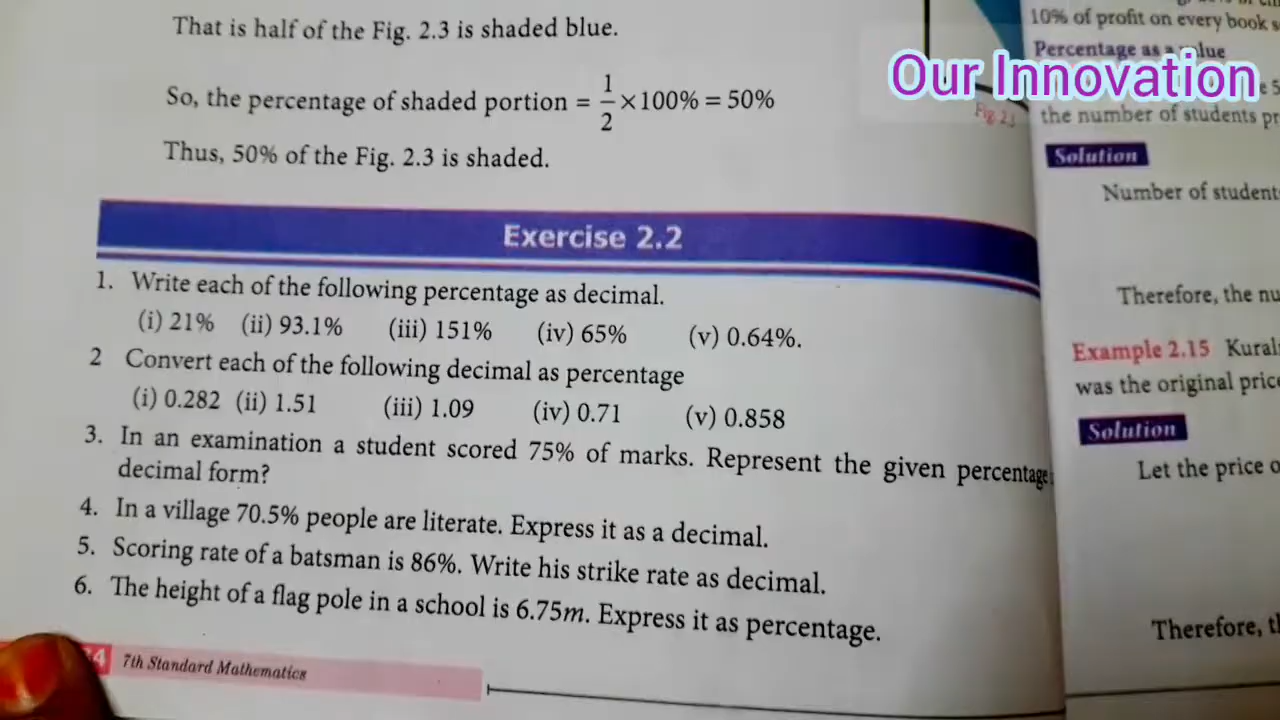 That is half of the Fig. 2.3 is shaded blue.
So, the percentage of shaded portion = 1/2 ×100% = 50%
Thus, 50% of the Fig. 2.3 is shaded.
Exercise 2.2
1. Write each of the following percentage as decimal.
(i) 21% (ii) 93.1% (iii) 151% (iv) 65% (v) 0.64%.
2 Convert each of the following decimal as percentage
(i) 0.282 (ii) 1.51 (iii) 1.09 (iv) 0.71 (v) 0.858
3. In an examination a student scored 75% of marks. Represent the given percentage
decimal form?
4. In a village 70.5% people are literate. Express it as a decimal.
5. Scoring rate of a batsman is 86%. Write his strike rate as decimal.
6. The height of a flag pole in a school is 6.75m. Express it as percentage.
7th Standard Mathematics
10% of profit on every book
Percentage as a
Our Innovation
the number of students
Solution
Number of student
Therefore, the
Example 2.15
was the original
Solution
Let the price
Therefore,